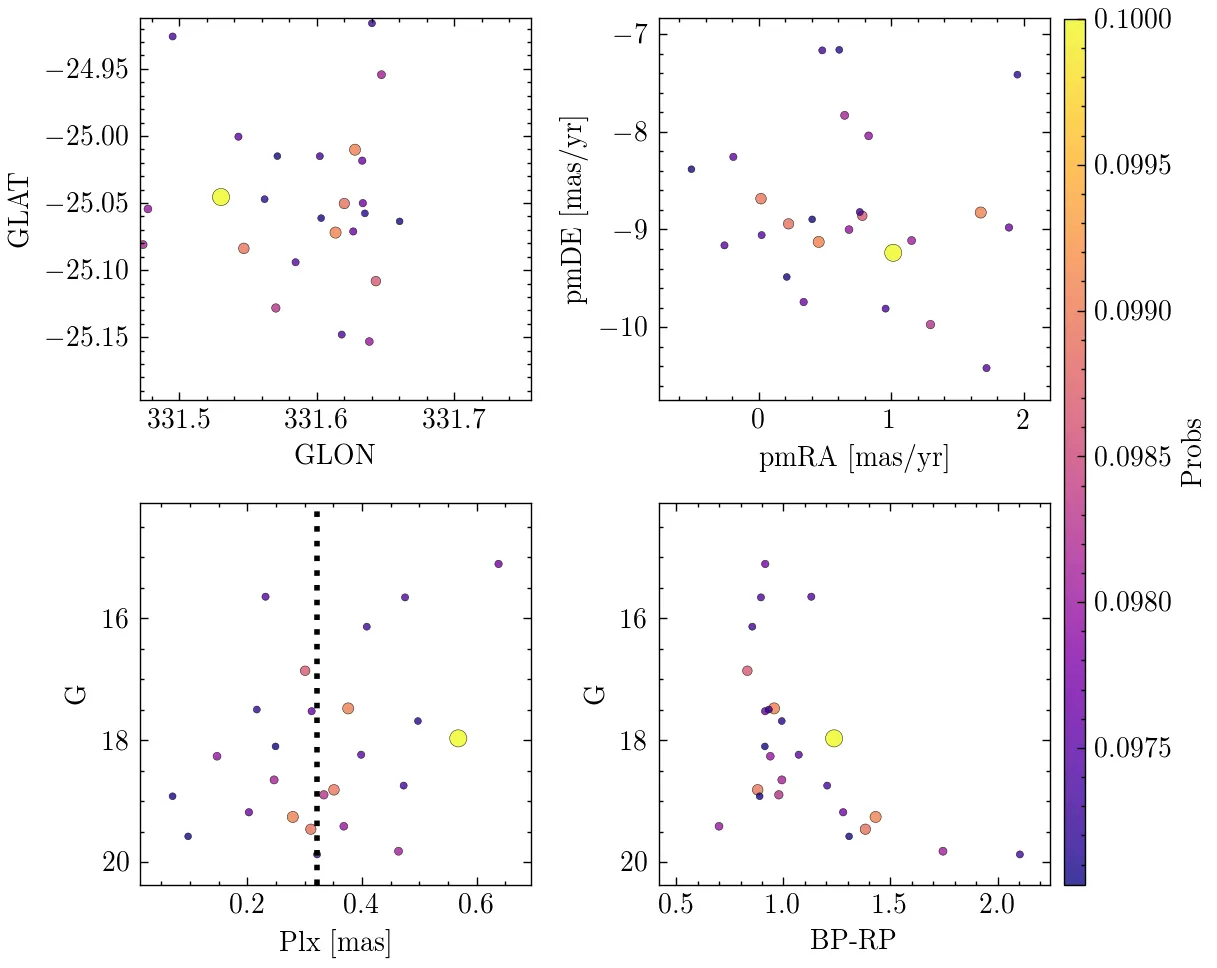 −24.95
−25.00
−25.05
−25.10
−25.15
GLAT
331.5 331.6 331.7
GLON
−7
−8
−9
−10
pmDE [mas/yr]
0 1 2
pmRA [mas/yr]
16
18
20
G
0.2 0.4 0.6
Plx [mas]
16
18
20
G
0.5 1.0 1.5 2.0
BP-RP
0.1000
0.0995
0.0990
0.0985
0.0980
0.0975
Probs